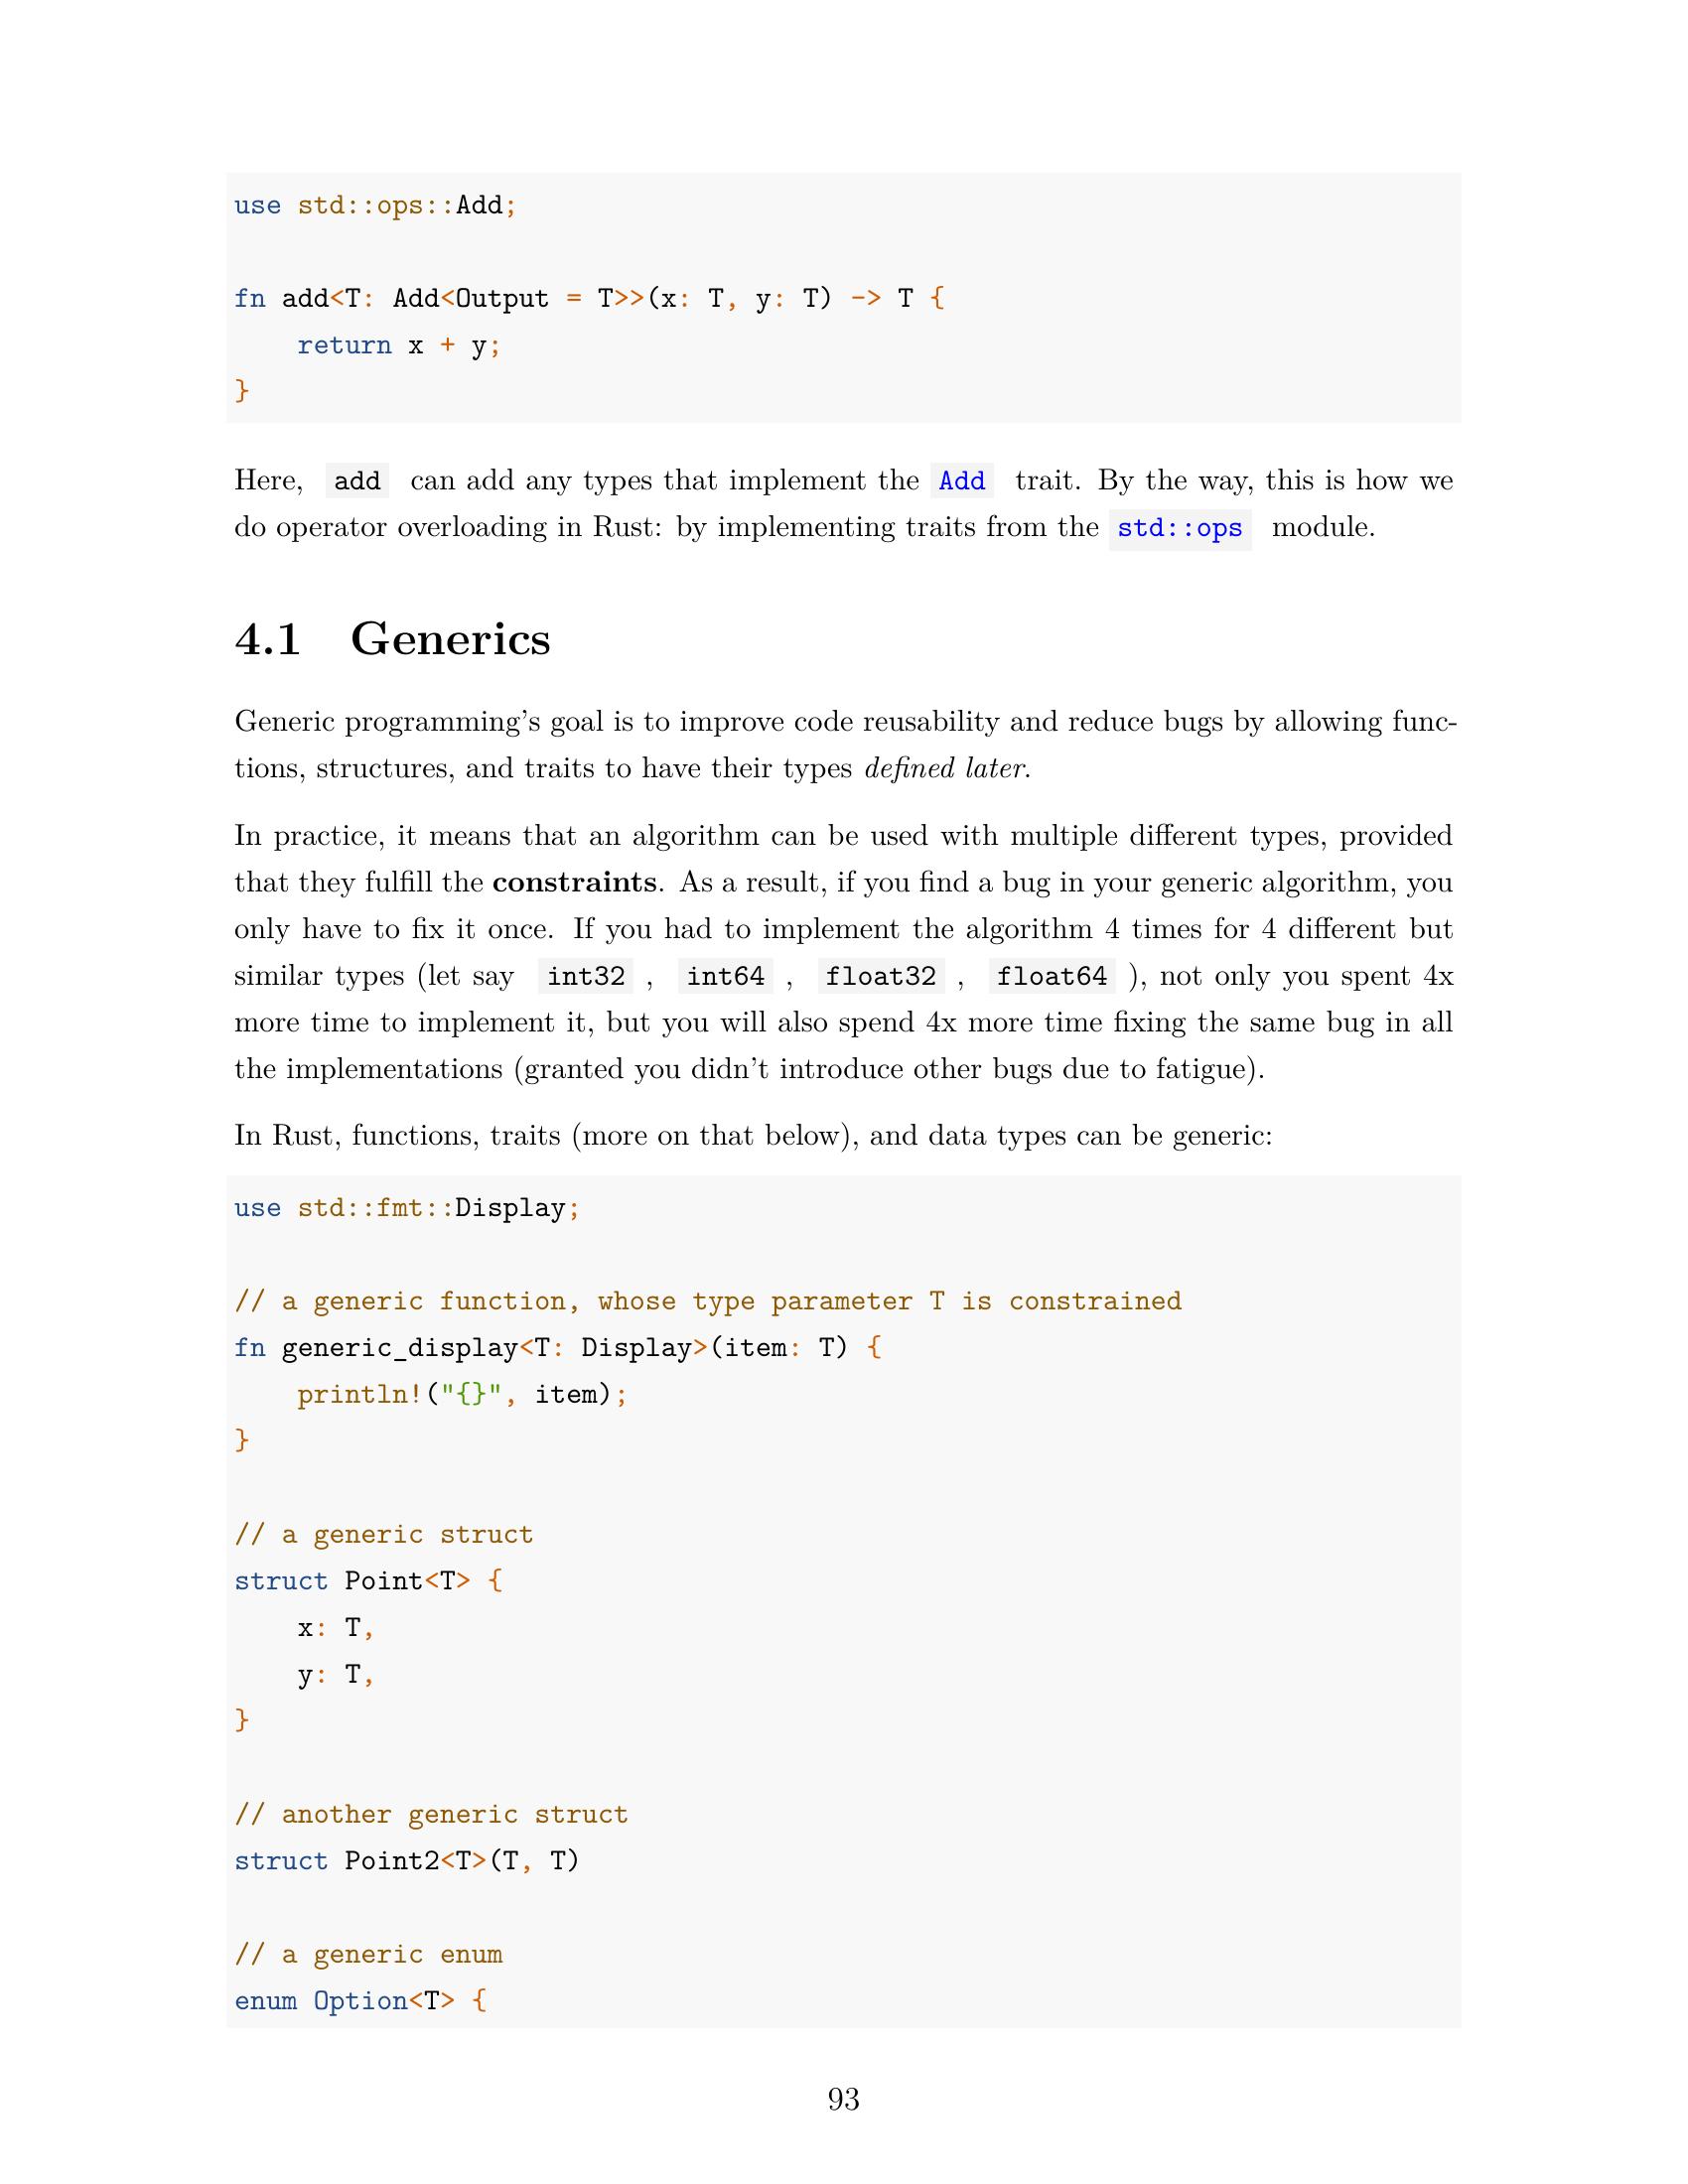 use std::ops::Add;
fn add<T: Add<Output = T>>(x: T, y: T) -> T {
    return x + y;
}
Here, add can add any types that implement the Add trait. By the way, this is how we
do operator overloading in Rust: by implementing traits from the std::ops module.
4.1 Generics
Generic programming's goal is to improve code reusability and reduce bugs by allowing func-
tions, structures, and traits to have their types defined later.
In practice, it means that an algorithm can be used with multiple different types, provided
that they fulfill the constraints. As a result, if you find a bug in your generic algorithm, you
only have to fix it once. If you had to implement the algorithm 4 times for 4 different but
similar types (let say int32 , int64 , float32 , float64 ), not only you spent 4x
more time to implement it, but you will also spend 4x more time fixing the same bug in all
the implementations (granted you didn't introduce other bugs due to fatigue).
In Rust, functions, traits (more on that below), and data types can be generic:
use std::fmt::Display;
// a generic function, whose type parameter T is constrained
fn generic_display<T: Display>(item: T) {
    println!("{}", item);
}
// a generic struct
struct Point<T> {
    x: T,
    y: T,
}
// another generic struct
struct Point2<T>(T, T)
// a generic enum
enum Option<T> {
93